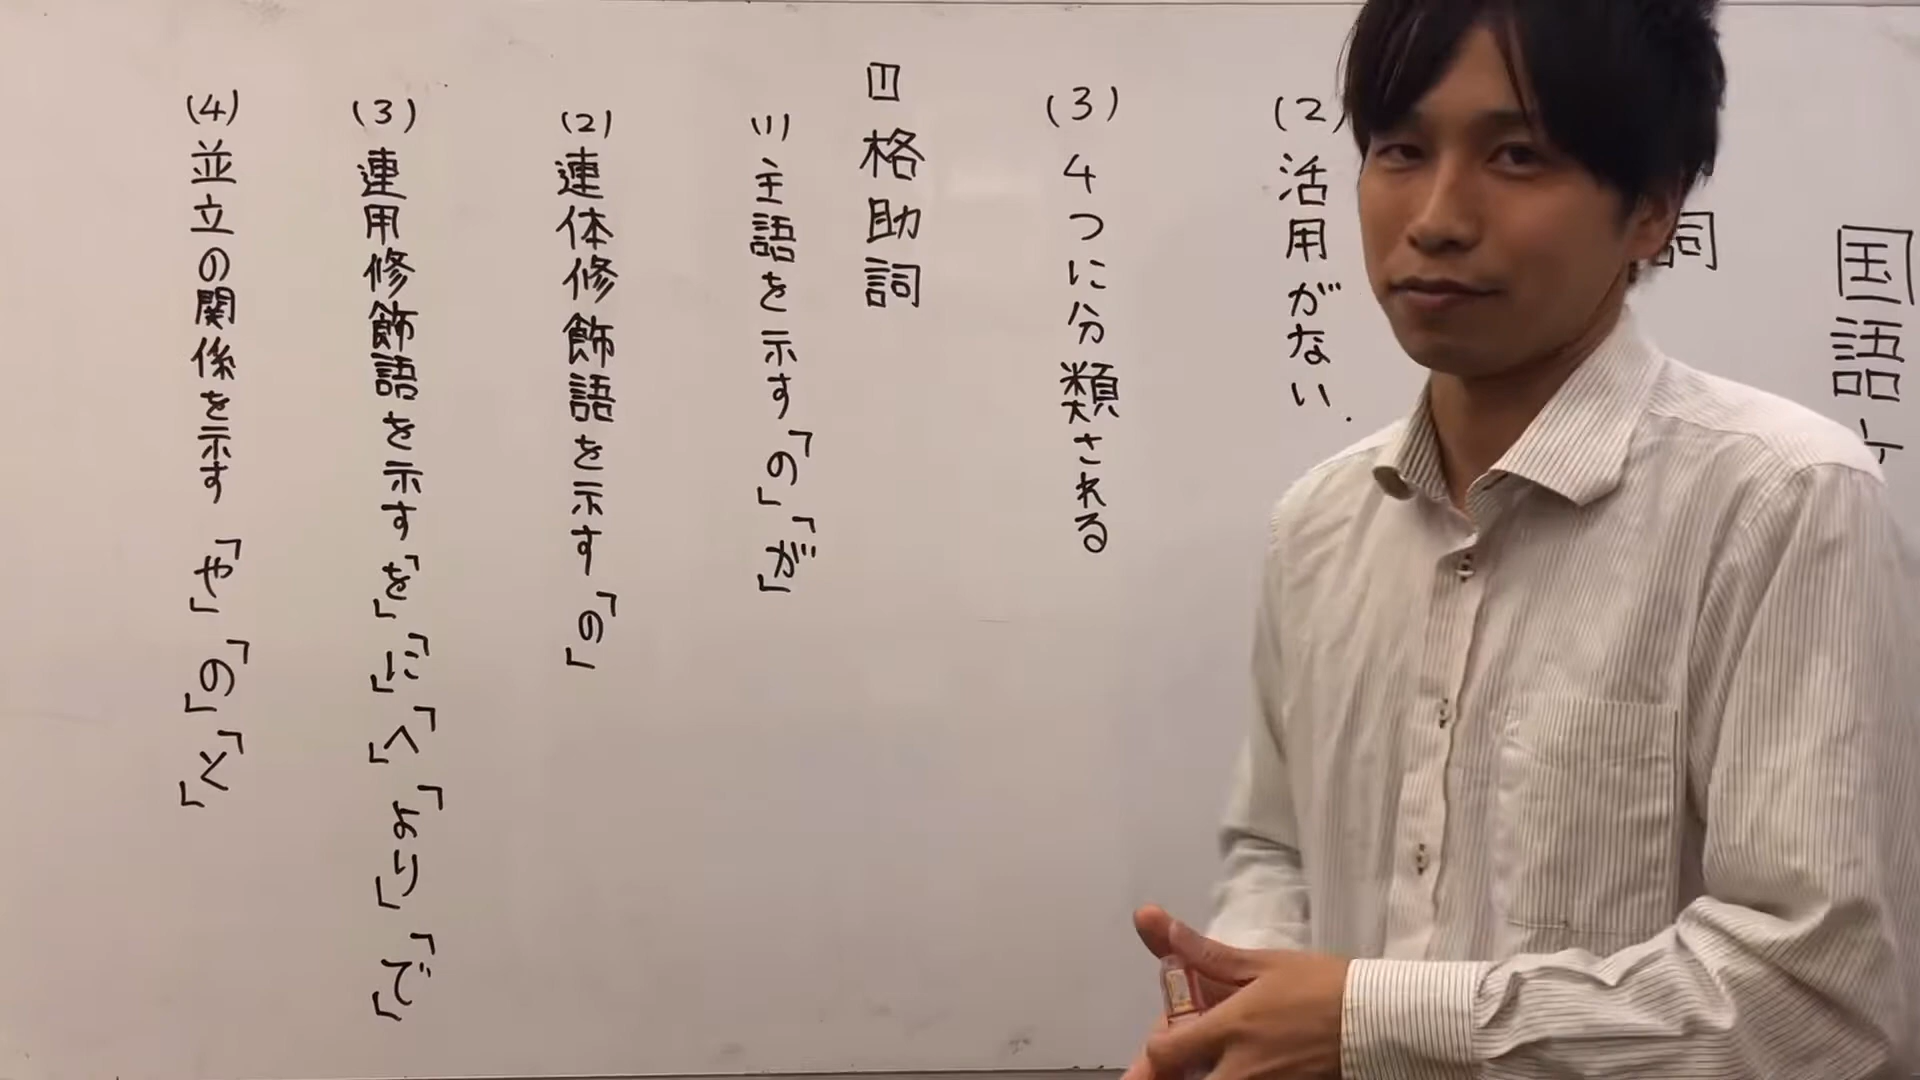 国語
詞
(2) 活用がない
(3) 4つに分類される
1 格助詞
(1) 主語を示す「の」「が」
(2) 連体修飾語を示す「の」
(3) 連用修飾語を示す「を」「に」「へ」「より」「で」
(4) 並立の関係を示す「や」「の」「と」